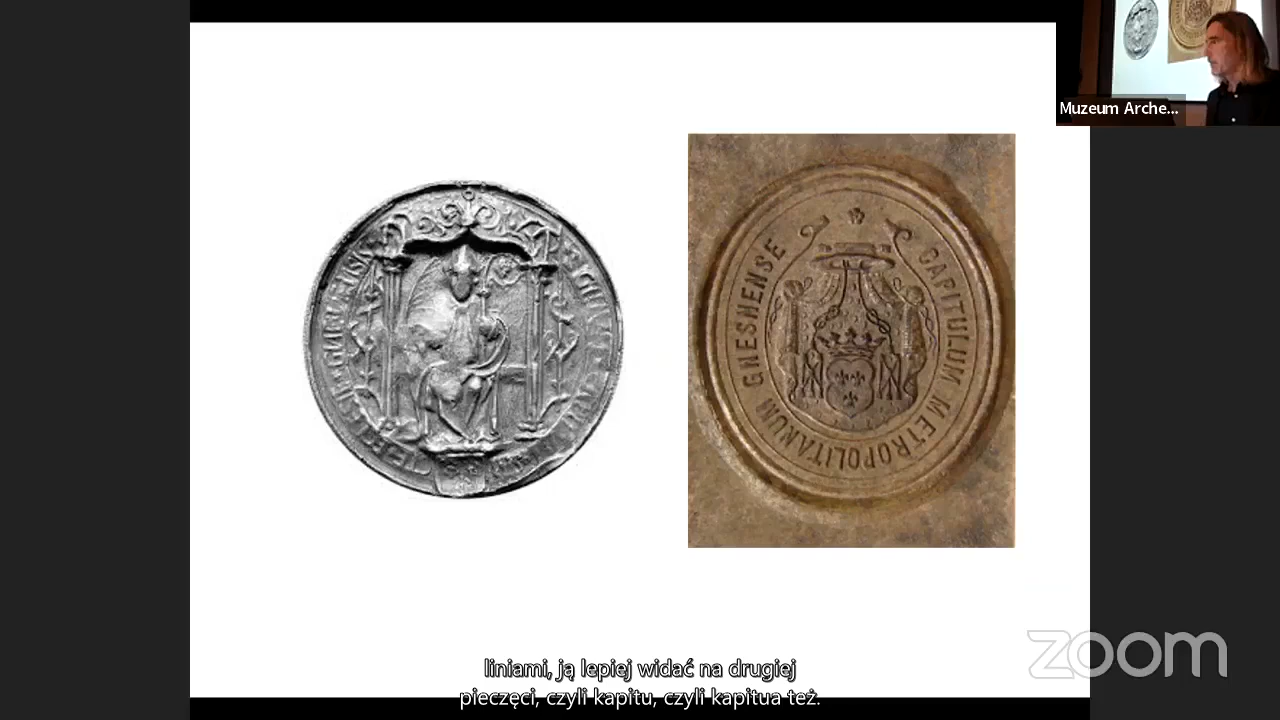 Muzeum Arche...
GNESNENSE
CAPITULUM METROPOLITANUM
zoom
liniami, ją lepiej widać na drugiej
pieczęci, czyli kapitu, czyli kapitua też.